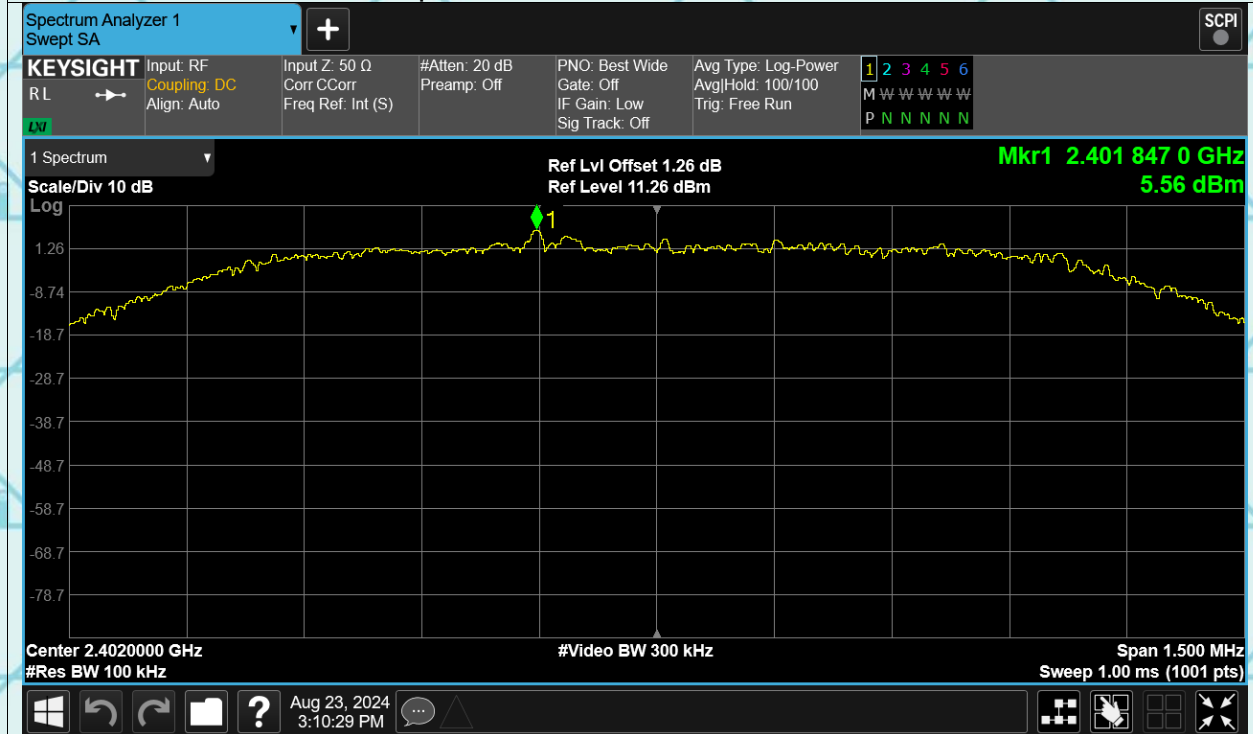 Spectrum Analyzer 1
Swept SA
+
SCPI
KEYSIGHT
R L
LXI
Input: RF
Coupling: DC
Align: Auto
Input Z: 50 Ω
Corr CCorr
Freq Ref: Int (S)
#Atten: 20 dB
Preamp: Off
PNO: Best Wide
Gate: Off
IF Gain: Low
Sig Track: Off
Avg Type: Log-Power
Avg|Hold: 100/100
Trig: Free Run
1 2 3 4 5 6
M W W W W W
P N N N N N
1 Spectrum
Scale/Div 10 dB
Log
Ref Lvl Offset 1.26 dB
Ref Level 11.26 dBm
Mkr1 2.401 847 0 GHz
5.56 dBm
1
1.26
-8.74
-18.7
-28.7
-38.7
-48.7
-58.7
-68.7
-78.7
Center 2.4020000 GHz
#Res BW 100 kHz
#Video BW 300 kHz
Span 1.500 MHz
Sweep 1.00 ms (1001 pts)
?
Aug 23, 2024
3:10:29 PM